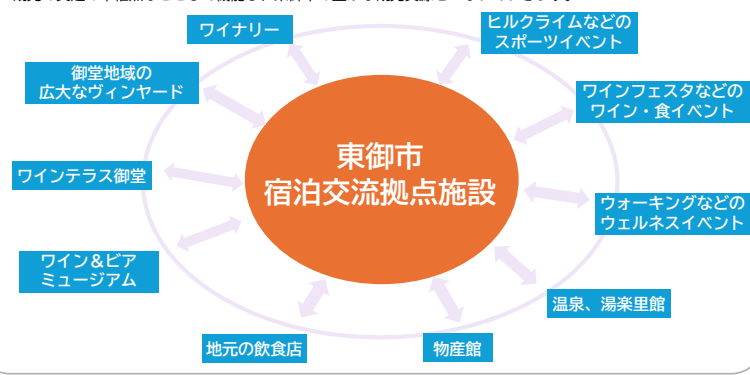 ワイナリー
ヒルクライムなどの
スポーツイベント
御堂地域の
広大なヴィンヤード
ワインフェスタなどの
ワイン・食イベント
東御市
宿泊交流拠点施設
ワインテラス御堂
ウォーキングなどの
ウェルネスイベント
ワイン＆ビア
ミュージアム
温泉、湯楽里館
地元の飲食店
物産館